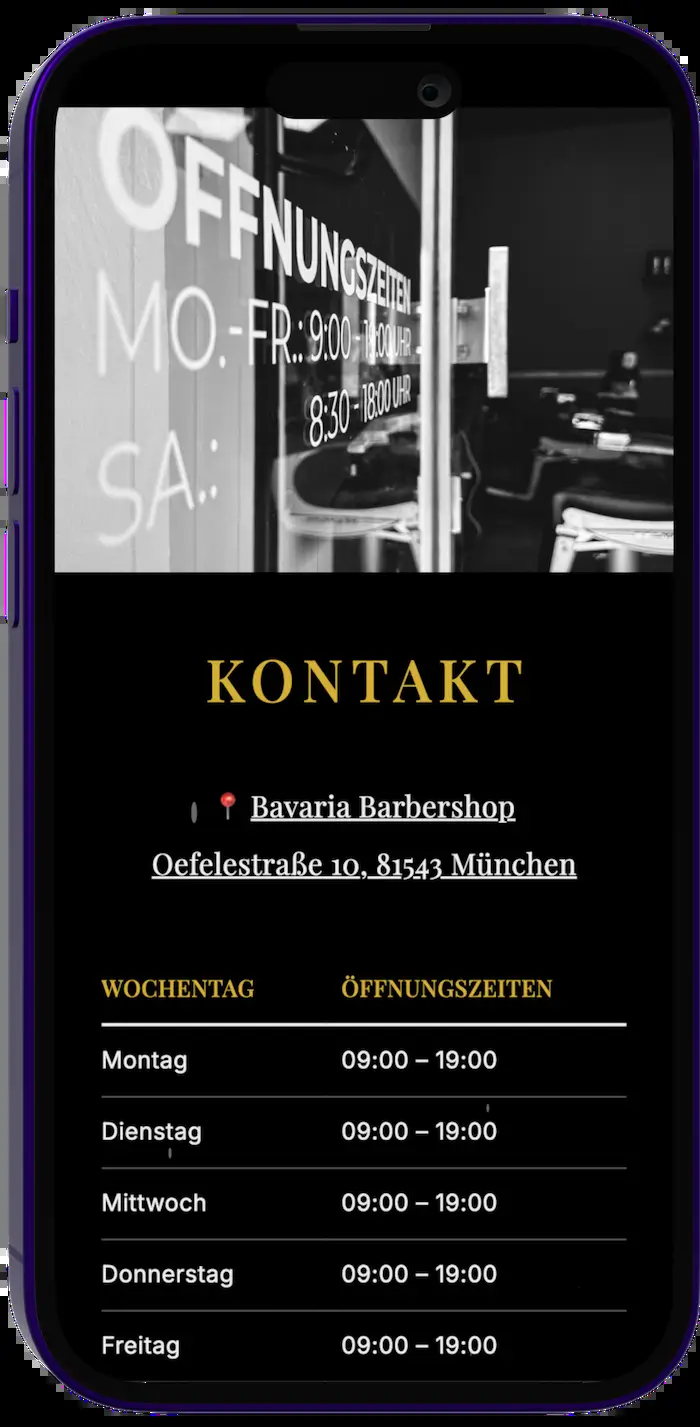 ÖFFNUNGSZEITEN
MO.-FR.: 9:00 - 19:00 UHR
SA.: 8:30 - 18:00 UHR
KONTAKT
📍 Bavaria Barbershop
Oefelestraße 10, 81543 München
WOCHENTAG ÖFFNUNGSZEITEN
Montag 09:00 – 19:00
Dienstag 09:00 – 19:00
Mittwoch 09:00 – 19:00
Donnerstag 09:00 – 19:00
Freitag 09:00 – 19:00